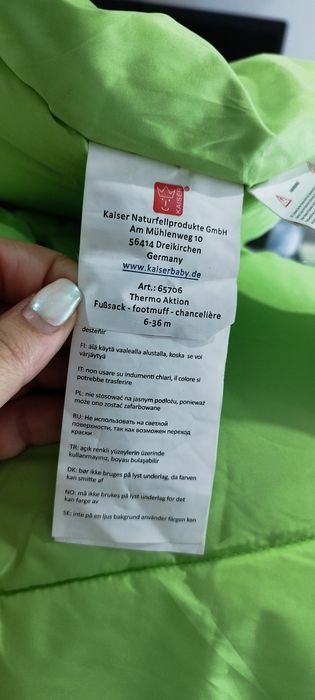 KAISER
Kaiser Naturfellprodukte GmbH
Am Mühlenweg 10
56414 Dreikirchen
Germany
www.kaiserbaby.de
Art.: 65706
Thermo Aktion
Fußsack - footmuff - chancelière
6-36 m
desteñir
FI: älä käytä vaalealla alustalla, koska se voi
värjäytyä
IT: non usare su indumenti chiari, il colore si
potrebbe trasferire
PL: nie stosować na jasnym podłożu, ponieważ
może ono zostać zafarbowane
RU: Не использовать на светлой
поверхности, так как возможен переход
краски
TR: açık renkli yüzeylerin üzerinde
kullanmayınız, boyası bulaşabilir
DK: bør ikke bruges på lyst underlag, da farven
kan smitte af
NO: må ikke brukes på lyst underlag for det
kan farge av
SE: inte på en ljus bakgrund använder färgen kan